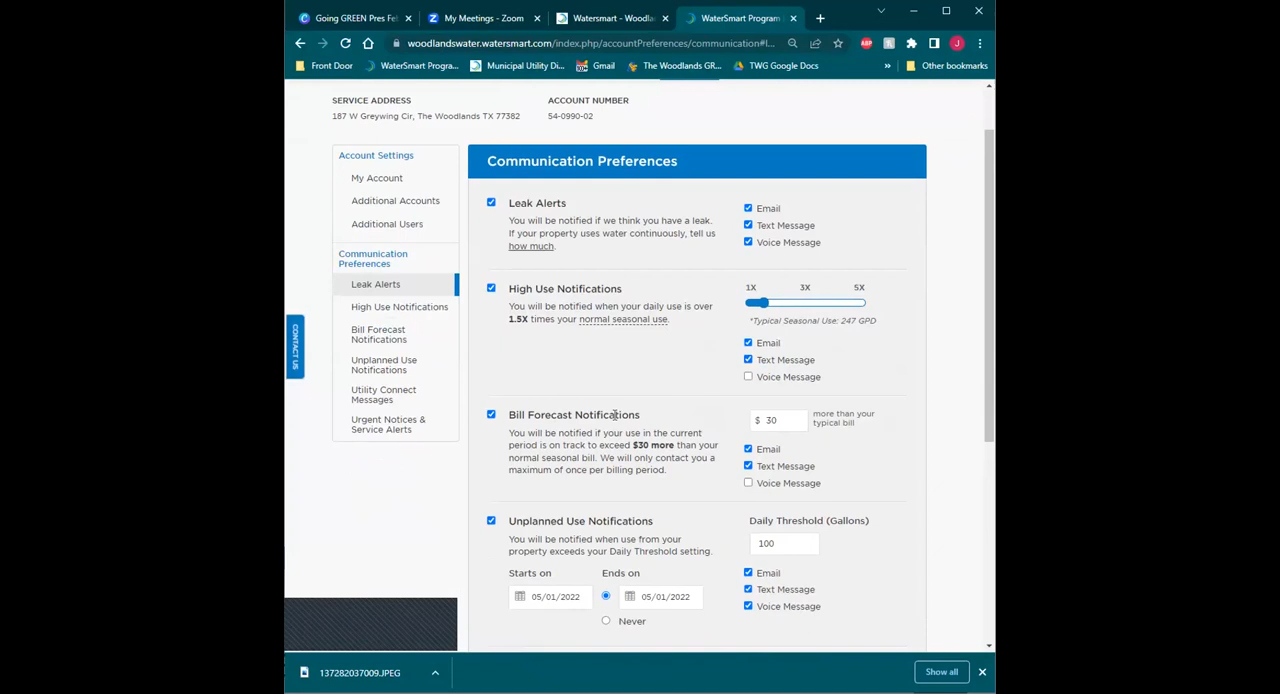 Going GREEN Pres Fe
My Meetings - Zoom
Watersmart - Woodla
WaterSmart Program
woodlandswater.watersmart.com/index.php/accountPreferences/communication#l...
ABP
J
Front Door
WaterSmart Progra...
Municipal Utility Di...
Gmail
The Woodlands GR...
TWG Google Docs
»
Other bookmarks
SERVICE ADDRESS
187 W Greywing Cir, The Woodlands TX 77382
ACCOUNT NUMBER
54-0990-02
Account Settings
My Account
Additional Accounts
Additional Users
Communication
Preferences
Leak Alerts
High Use Notifications
Bill Forecast
Notifications
Unplanned Use
Notifications
Utility Connect
Messages
Urgent Notices &
Service Alerts
CONTACT US
Communication Preferences
Leak Alerts
You will be notified if we think you have a leak.
If your property uses water continuously, tell us
how much.
Email
Text Message
Voice Message
High Use Notifications
You will be notified when your daily use is over
1.5X times your normal seasonal use.
1X 3X 5X
*Typical Seasonal Use: 247 GPD
Email
Text Message
Voice Message
Bill Forecast Notifications
You will be notified if your use in the current
period is on track to exceed $30 more than your
normal seasonal bill. We will only contact you a
maximum of once per billing period.
$ 30
more than your
typical bill
Email
Text Message
Voice Message
Unplanned Use Notifications
You will be notified when use from your
property exceeds your Daily Threshold setting.
Starts on
05/01/2022
Ends on
05/01/2022
Never
Daily Threshold (Gallons)
100
Email
Text Message
Voice Message
137282037009.JPEG
Show all